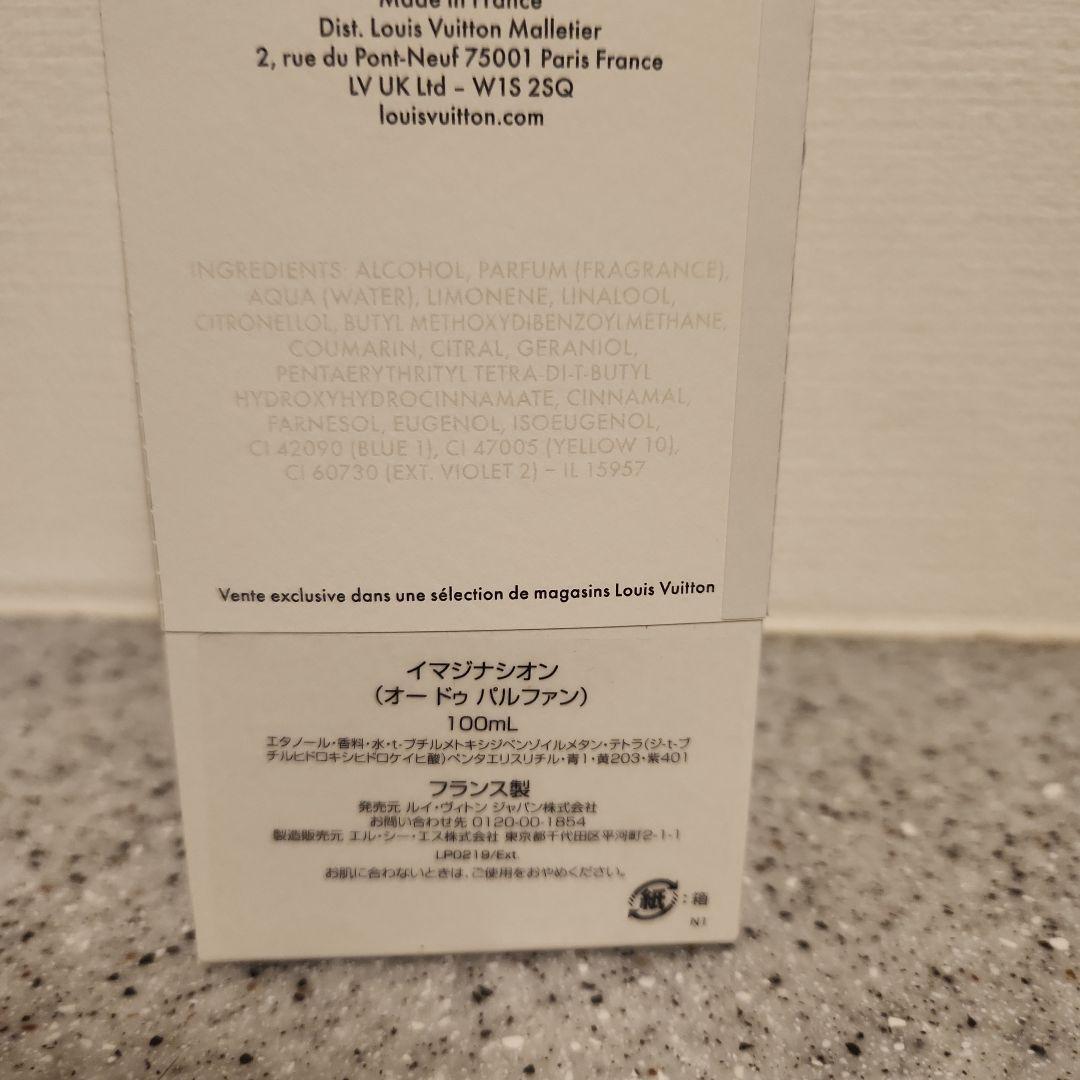 Made in France
Dist. Louis Vuitton Malletier
2, rue du Pont-Neuf 75001 Paris France
LV UK Ltd – W1S 2SQ
louisvuitton.com
INGREDIENTS: ALCOHOL, PARFUM (FRAGRANCE),
AQUA (WATER), LIMONENE, LINALOOL,
CITRONELLOL, BUTYL METHOXYDIBENZOYLMETHANE,
COUMARIN, CITRAL, GERANIOL,
PENTAERYTHRITYL TETRA-DI-T-BUTYL
HYDROXYHYDROCINNAMATE, CINNAMAL,
FARNESOL, EUGENOL, ISOEUGENOL,
CI 42090 (BLUE 1), CI 47005 (YELLOW 10),
CI 60730 (EXT. VIOLET 2) – IL 15957
Vente exclusive dans une sélection de magasins Louis Vuitton
イマジナシオン
（オー ドゥ パルファン）
100mL
エタノール・香料・水・t-ブチルメトキシジベンゾイルメタン・テトラ(ジ-t-ブ
チルヒドロキシヒドロケイヒ酸)ペンタエリスリチル・青1・黄203・紫401
フランス製
発売元 ルイ・ヴィトン ジャパン株式会社
お問い合わせ先 0120-00-1854
製造販売元 エル・シー・エス株式会社 東京都千代田区平河町2-1-1
LP0219/Ext.
お肌に合わないときは、ご使用をおやめください。
紙：箱
N1